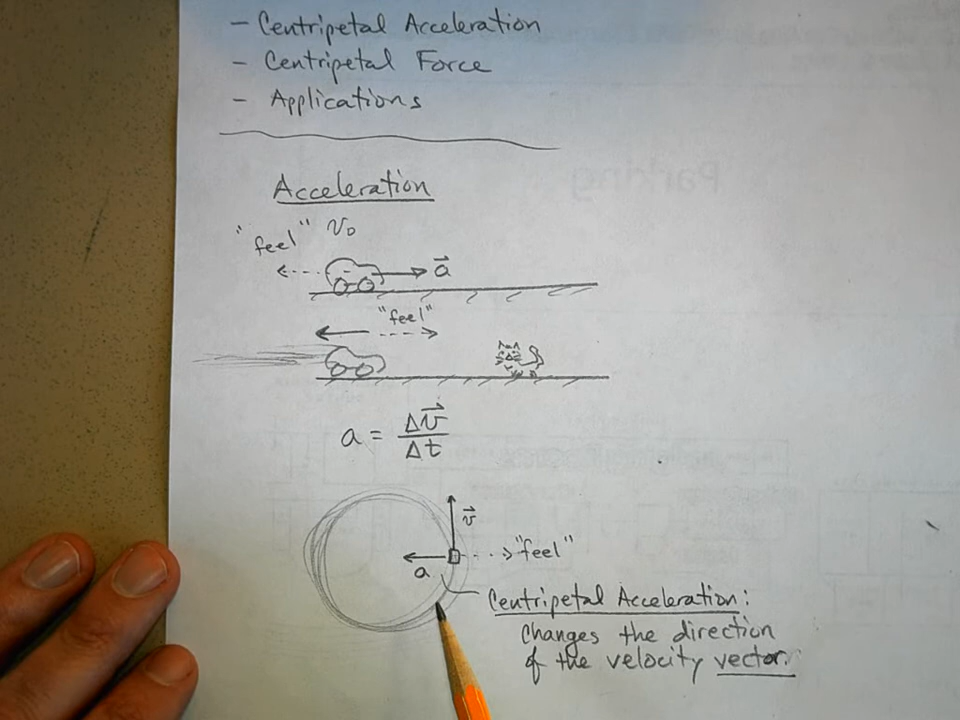 - Centripetal Acceleration
- Centripetal Force
- Applications
Parking
Acceleration
"feel" v₀
a⃗
"feel"
a = Δv⃗
Δt
v⃗
"feel"
a
Centripetal Acceleration:
Changes the direction
of the velocity vector.